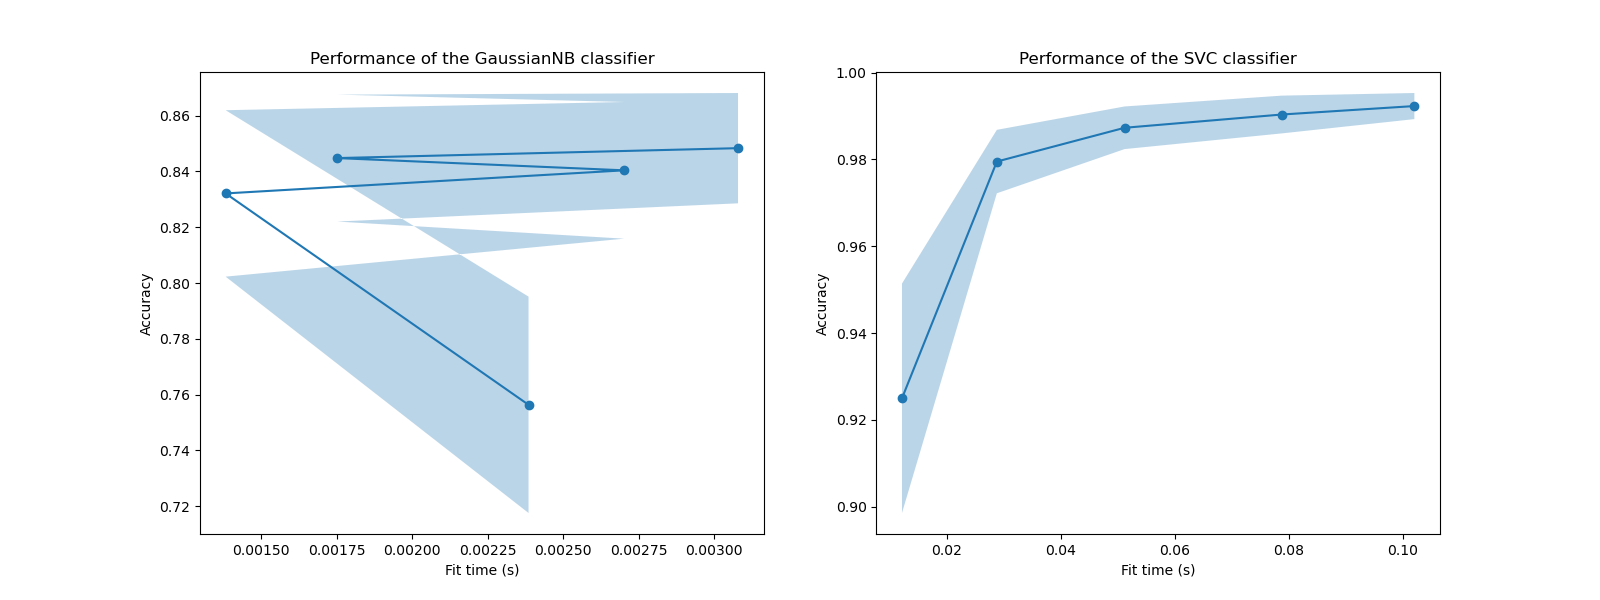 Performance of the GaussianNB classifier
Accuracy
0.86
0.84
0.82
0.80
0.78
0.76
0.74
0.72
0.00150 0.00175 0.00200 0.00225 0.00250 0.00275 0.00300
Fit time (s)
Performance of the SVC classifier
Accuracy
1.00
0.98
0.96
0.94
0.92
0.90
0.02 0.04 0.06 0.08 0.10
Fit time (s)